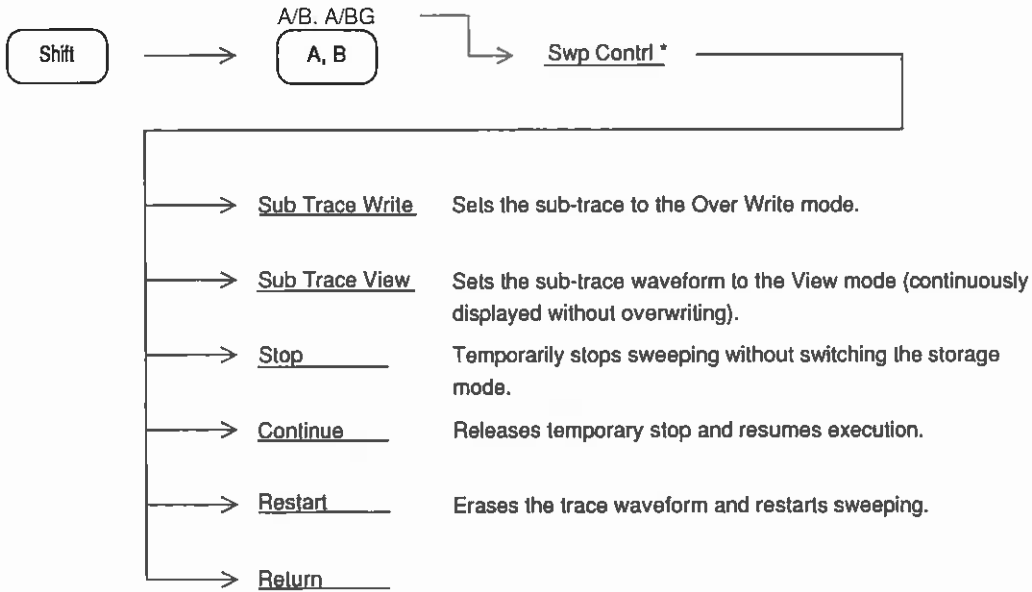 A/B. A/BG
Shift
A, B
Swp Contrl *
Sub Trace Write Sets the sub-trace to the Over Write mode.
Sub Trace View Sets the sub-trace waveform to the View mode (continuously
displayed without overwriting).
Stop Temporarily stops sweeping without switching the storage
mode.
Continue Releases temporary stop and resumes execution.
Restart Erases the trace waveform and restarts sweeping.
Return